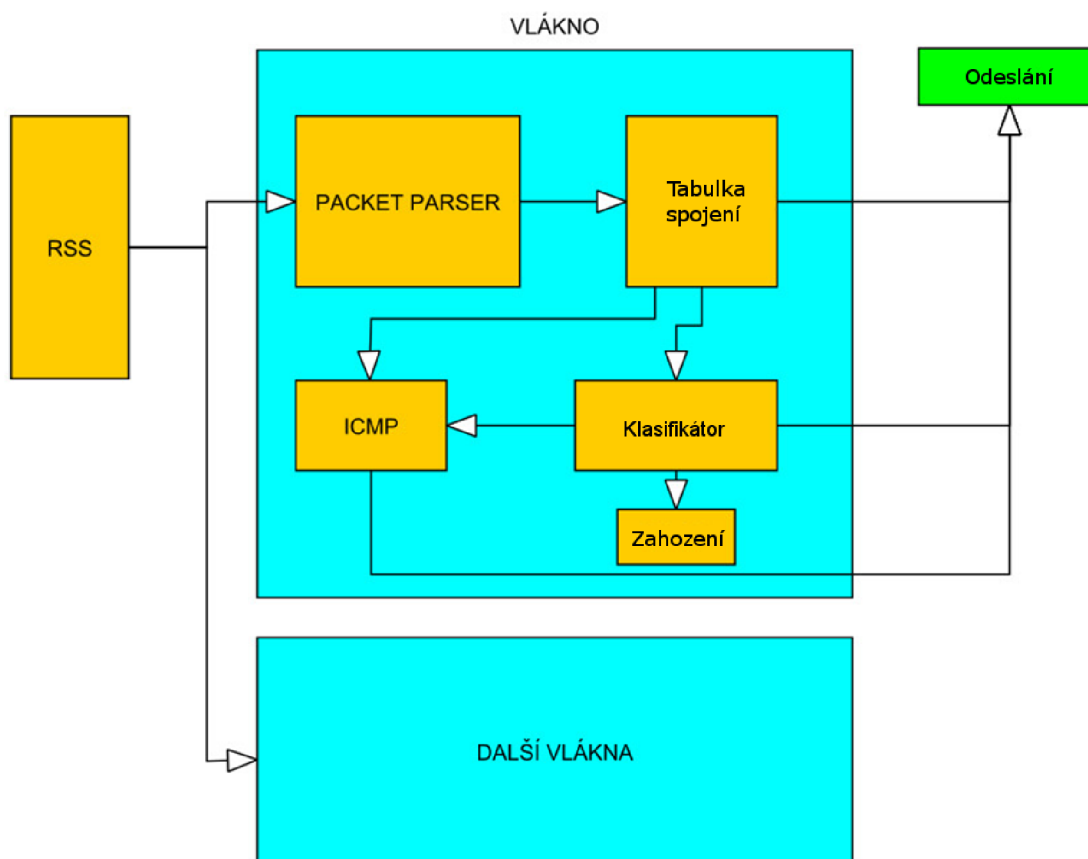 VLÁKNO
Odeslání
RSS
PACKET PARSER
Tabulka
spojení
ICMP
Klasifikátor
Zahození
DALŠÍ VLÁKNA